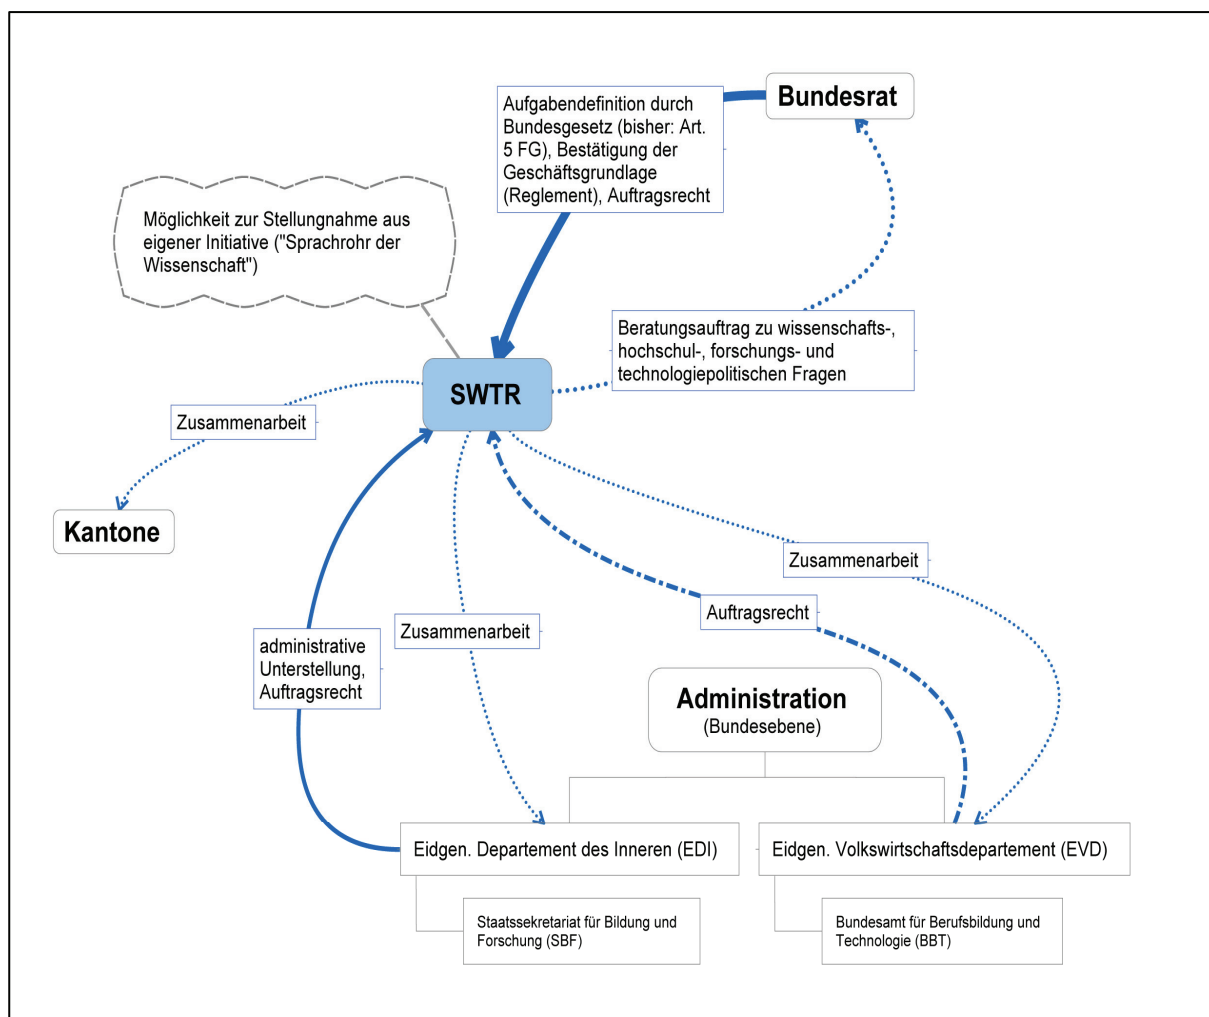 Bundesrat
Aufgabendefinition durch
Bundesgesetz (bisher: Art.
5 FG), Bestätigung der
Geschäftsgrundlage
(Reglement), Auftragsrecht
Möglichkeit zur Stellungnahme aus
eigener Initiative ("Sprachrohr der
Wissenschaft")
Beratungsauftrag zu wissenschafts-,
hochschul-, forschungs- und
technologiepolitischen Fragen
SWTR
Zusammenarbeit
Kantone
Zusammenarbeit
Auftragsrecht
Zusammenarbeit
administrative
Unterstellung,
Auftragsrecht
Administration
(Bundesebene)
Eidgen. Departement des Inneren (EDI)
Eidgen. Volkswirtschaftsdepartement (EVD)
Staatssekretariat für Bildung und
Forschung (SBF)
Bundesamt für Berufsbildung und
Technologie (BBT)